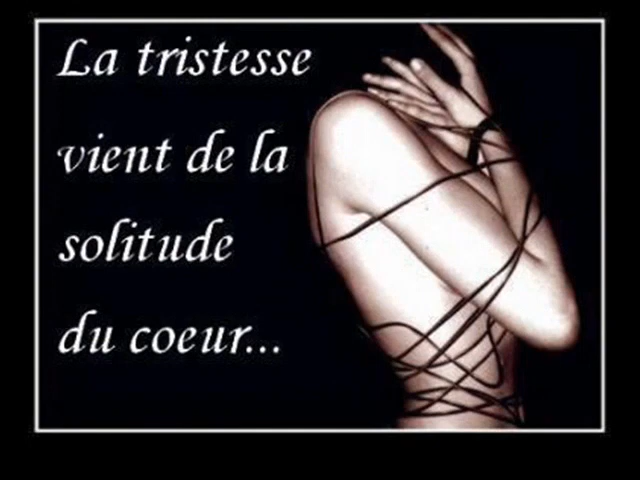 La tristesse
vient de la
solitude
du coeur...